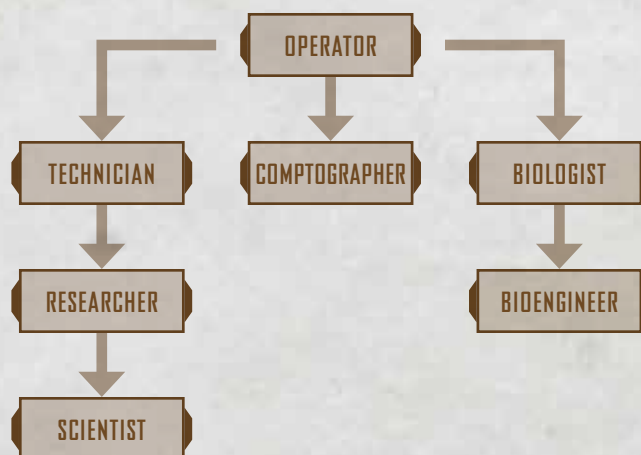 OPERATOR
TECHNICIAN
COMPTOGRAPHER
BIOLOGIST
RESEARCHER
BIOENGINEER
SCIENTIST